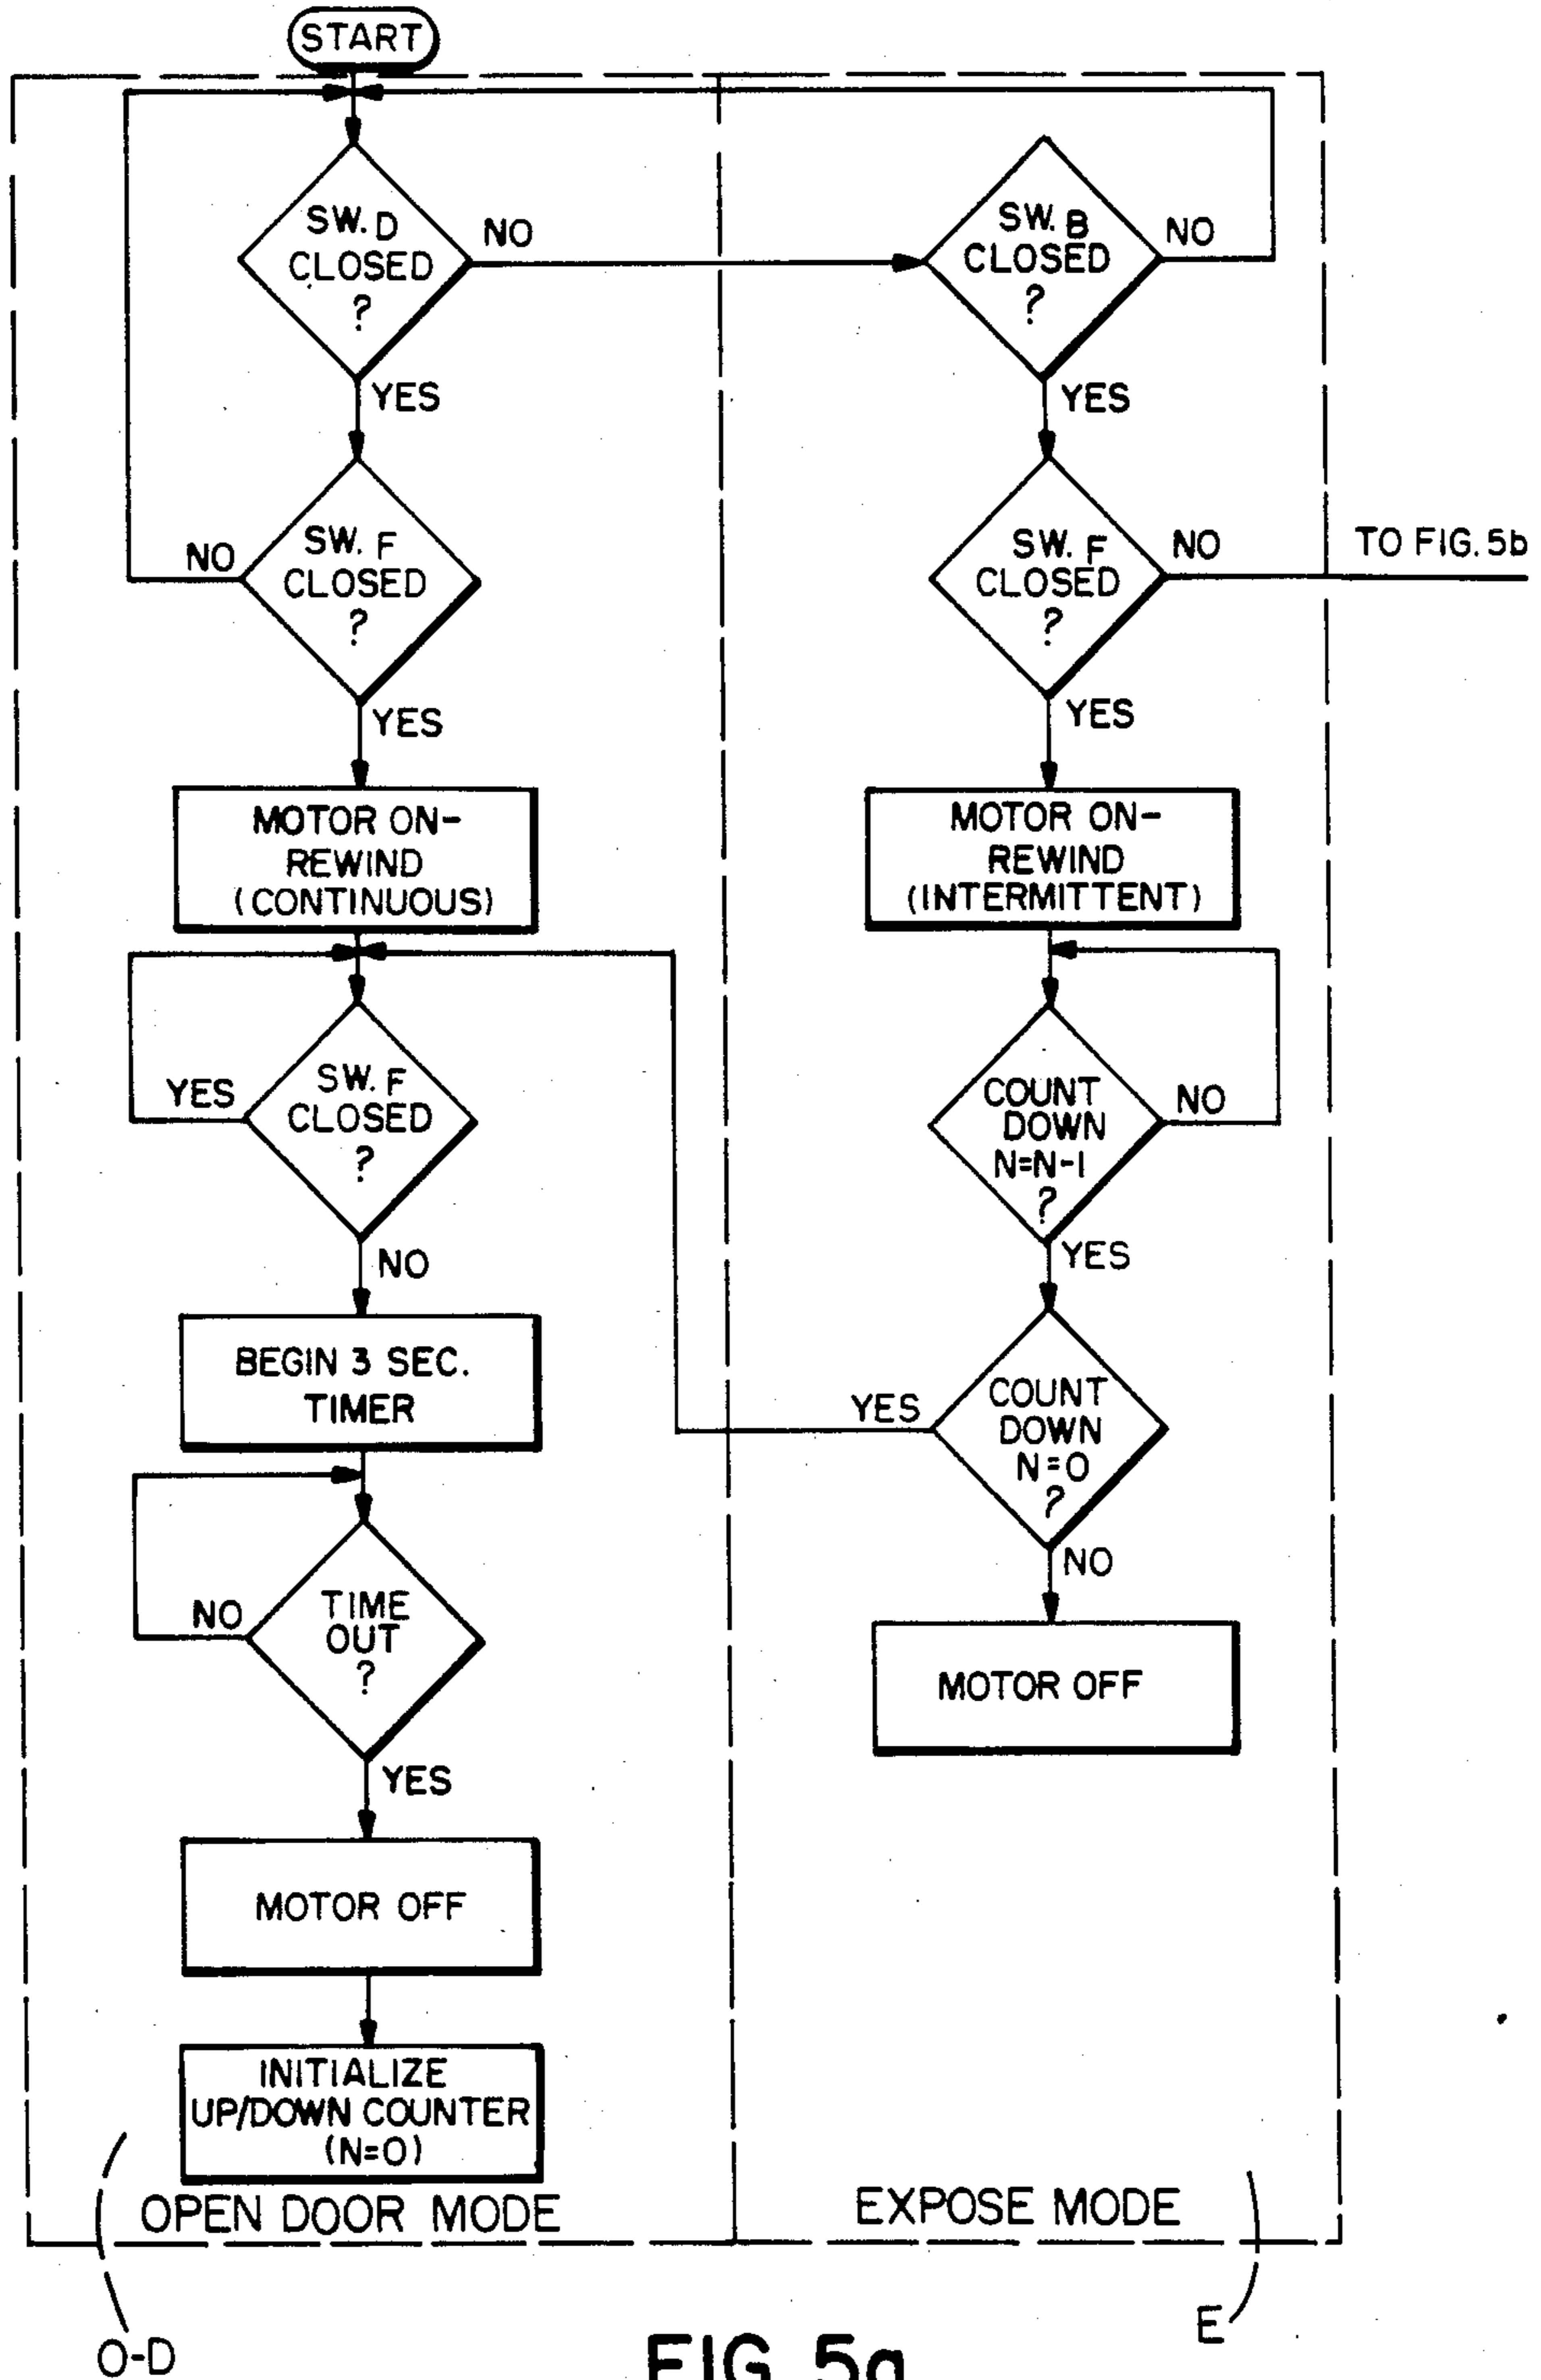 START
SW. D
CLOSED
?
NO
YES
SW. F
CLOSED
?
NO
YES
MOTOR ON-
REWIND
(CONTINUOUS)
SW. F
CLOSED
?
YES
NO
BEGIN 3 SEC.
TIMER
TIME
OUT
?
NO
YES
MOTOR OFF
INITIALIZE
UP/DOWN COUNTER
(N=0)
OPEN DOOR MODE
O-D
SW. B
CLOSED
?
NO
YES
SW. F
CLOSED
?
NO
TO FIG. 5b
YES
MOTOR ON-
REWIND
(INTERMITTENT)
COUNT
DOWN
N=N-1
?
NO
YES
COUNT
DOWN
N=0
?
YES
NO
MOTOR OFF
EXPOSE MODE
E
FIG. 5a